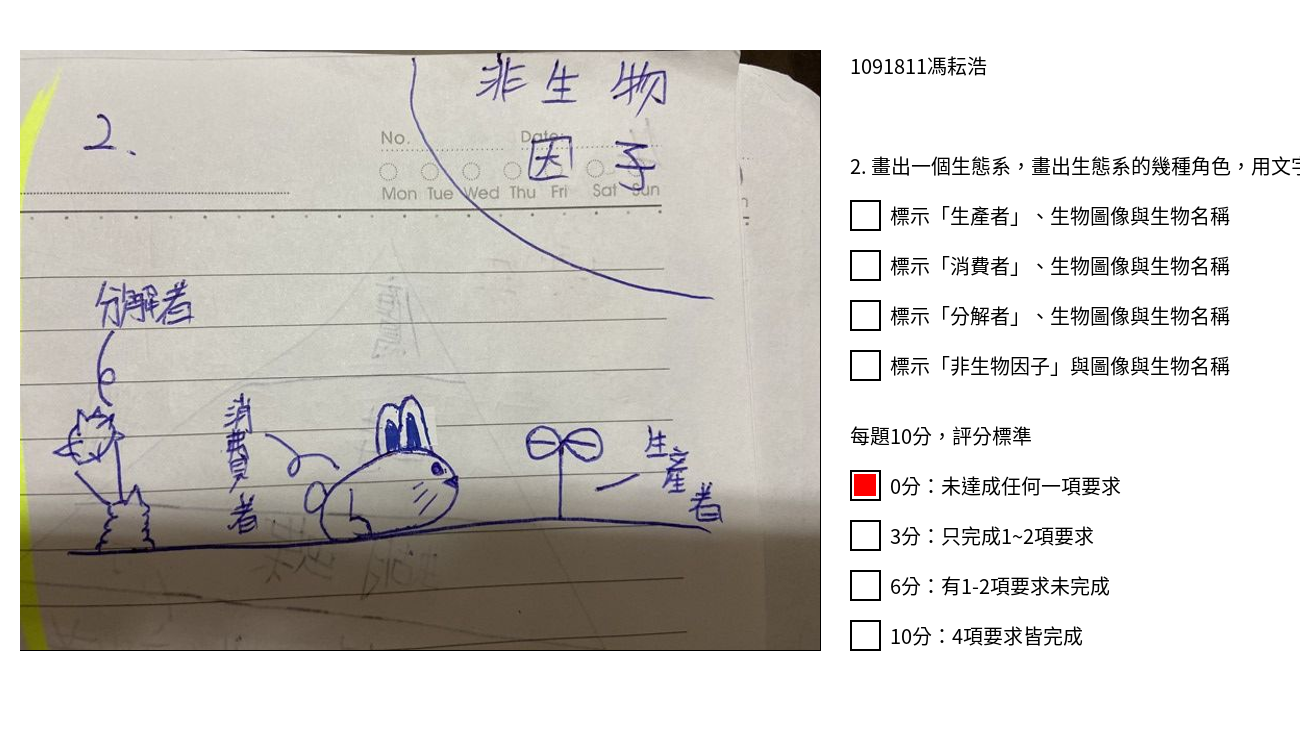 2.
非生物
因子
No.
Date:
Mon Tue Wed Thu Fri Sat Sun
分解者
消費者
生產者
1091811馮耘浩
2. 畫出一個生態系，畫出生態系的幾種角色，用文字
標示「生產者」、生物圖像與生物名稱
標示「消費者」、生物圖像與生物名稱
標示「分解者」、生物圖像與生物名稱
標示「非生物因子」與圖像與生物名稱
每題10分，評分標準
0分：未達成任何一項要求
3分：只完成1~2項要求
6分：有1-2項要求未完成
10分：4項要求皆完成